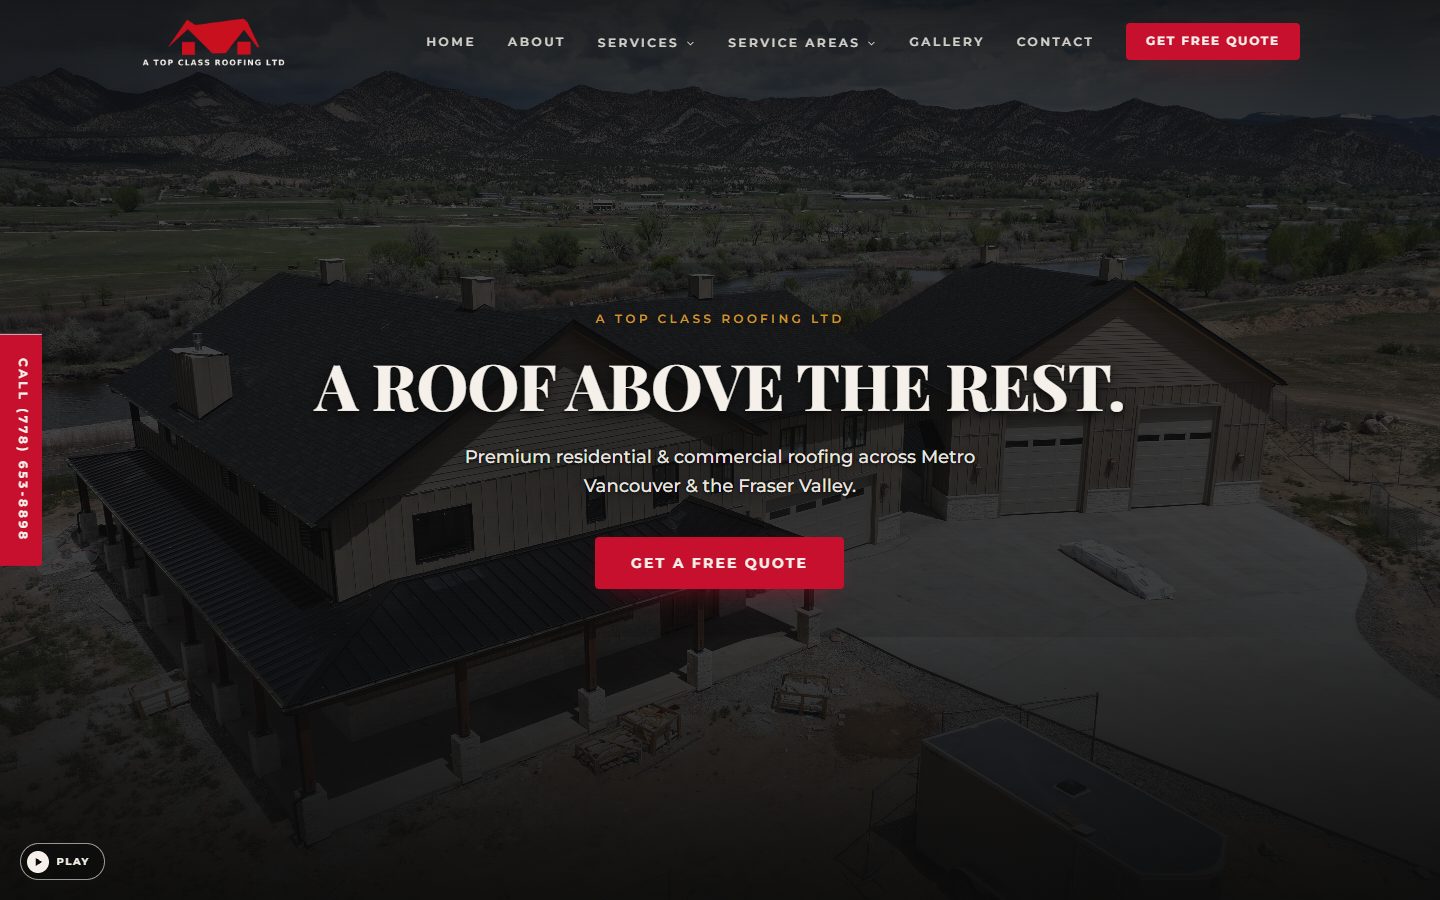 A TOP CLASS ROOFING LTD
HOME ABOUT SERVICES SERVICE AREAS GALLERY CONTACT GET FREE QUOTE
A TOP CLASS ROOFING LTD
A ROOF ABOVE THE REST.
Premium residential & commercial roofing across Metro
Vancouver & the Fraser Valley.
GET A FREE QUOTE
CALL (778) 653-8898
PLAY